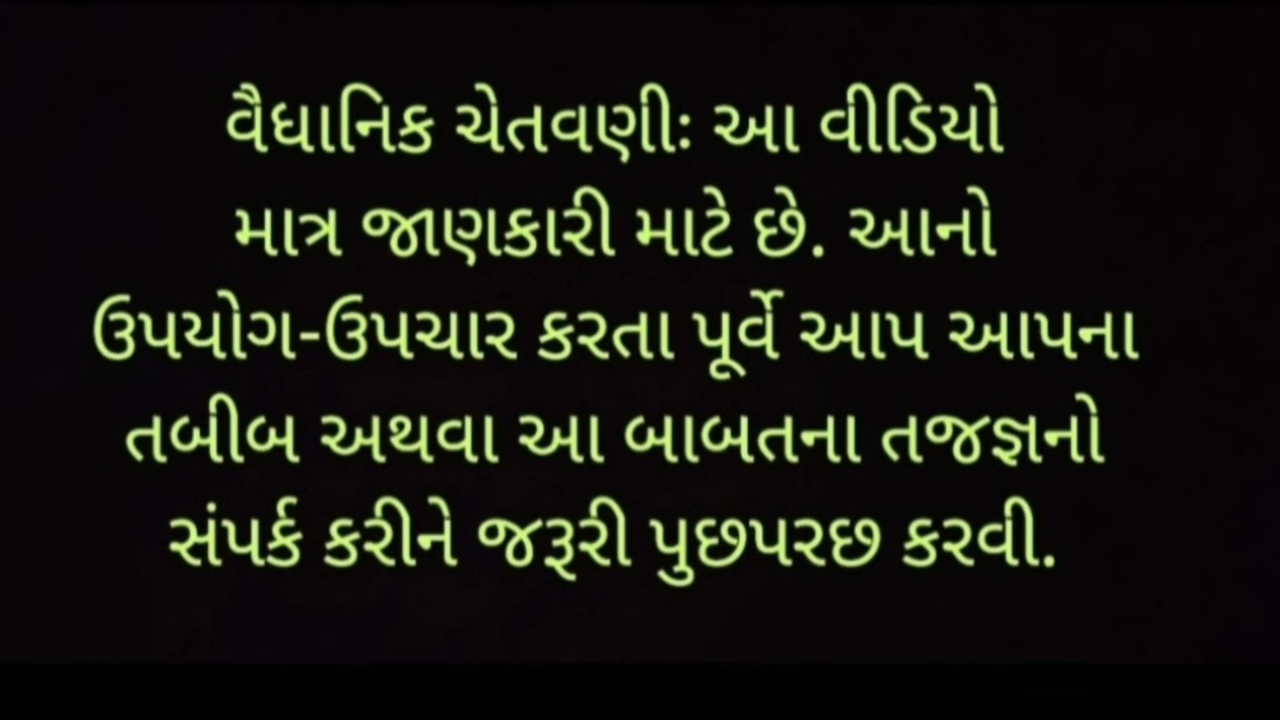 વૈધાનિક ચેતવણીઃ આ વીડિયો
માત્ર જાણકારી માટે છે. આનો
ઉપયોગ-ઉપચાર કરતા પૂર્વે આપ આપના
તબીબ અથવા આ બાબતના તજજ્ઞનો
સંપર્ક કરીને જરૂરી પુછપરછ કરવી.